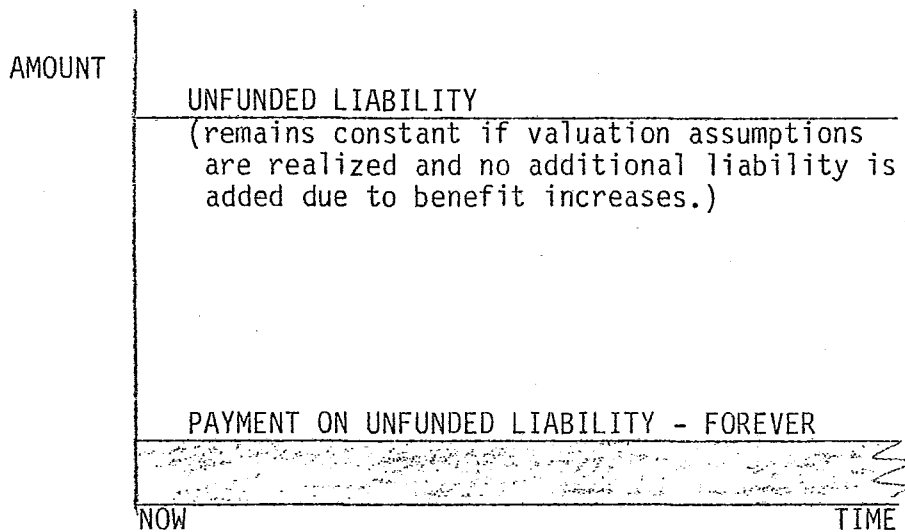 AMOUNT
UNFUNDED LIABILITY
(remains constant if valuation assumptions
are realized and no additional liability is
added due to benefit increases.)
PAYMENT ON UNFUNDED LIABILITY - FOREVER
NOW
TIME